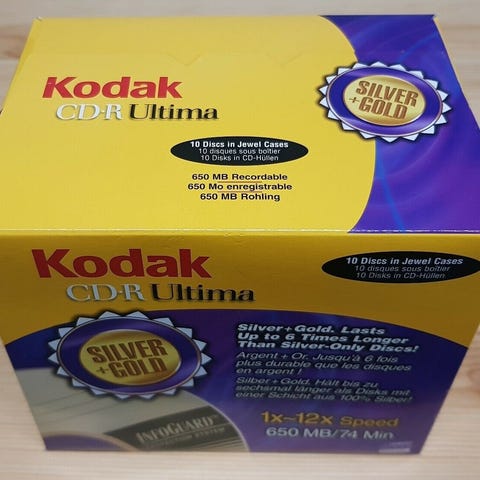 Kodak
CD-R Ultima
SILVER
+
GOLD
10 Discs in Jewel Cases
10 disques sous boîtier
10 Disks in CD-Hüllen
650 MB Recordable
650 Mo enregistrable
650 MB Rohling
Kodak
CD-R Ultima
10 Discs in Jewel Cases
10 disques sous boîtier
10 Disks in CD-Hüllen
SILVER
+
GOLD
Silver+Gold. Lasts
Up to 6 Times Longer
Than Silver-Only Discs!
Argent + Or. Jusqu'à 6 fois
plus durable que les disques
en argent !
Silber + Gold. Hält bis zu
sechsmal länger als Disks mit
einer Schicht aus 100% Silber!
1x~12x Speed
650 MB/74 Min
INFOGUARD™
SYSTEM